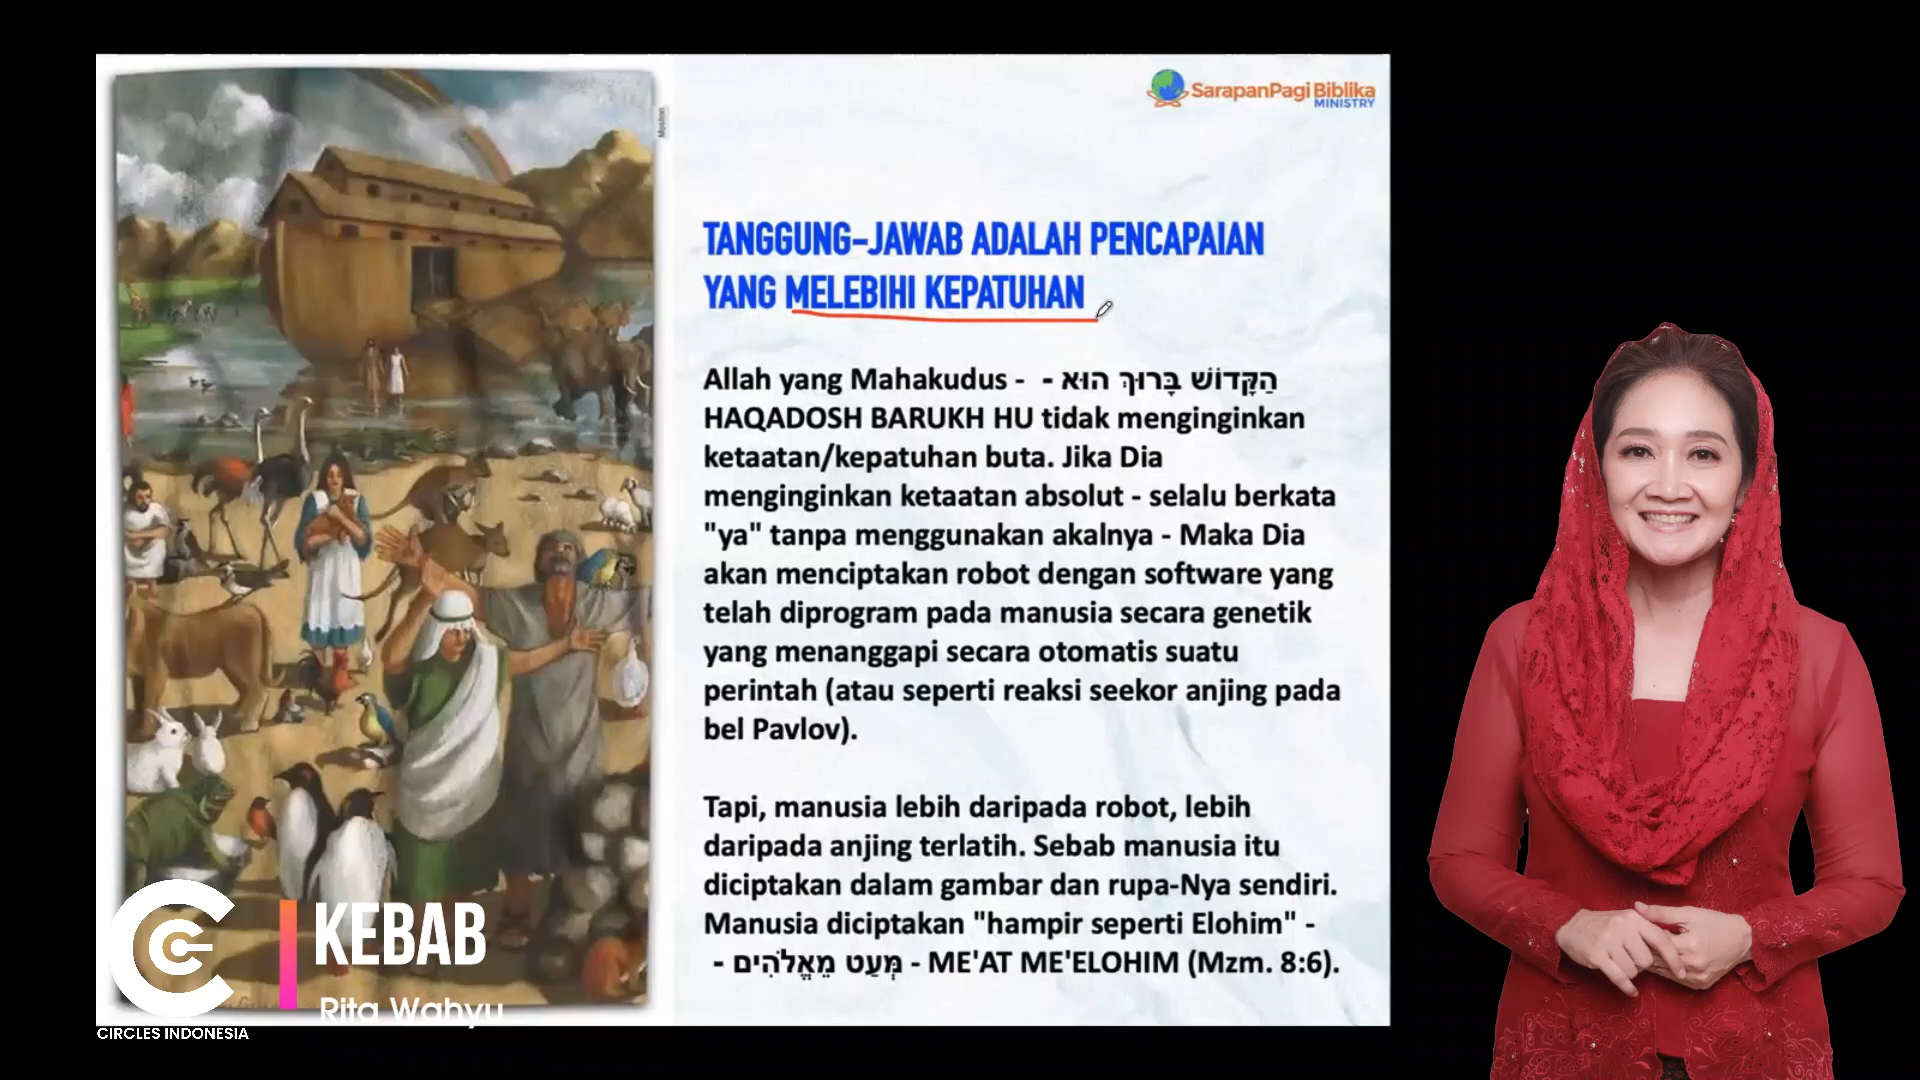 SarapanPagi Biblika
MINISTRY
TANGGUNG-JAWAB ADALAH PENCAPAIAN
YANG MELEBIHI KEPATUHAN
Allah yang Mahakudus - - הַקָּדוֹשׁ בָּרוּךְ הוּא
HAQADOSH BARUKH HU tidak menginginkan
ketaatan/kepatuhan buta. Jika Dia
menginginkan ketaatan absolut - selalu berkata
"ya" tanpa menggunakan akalnya - Maka Dia
akan menciptakan robot dengan software yang
telah diprogram pada manusia secara genetik
yang menanggapi secara otomatis suatu
perintah (atau seperti reaksi seekor anjing pada
bel Pavlov).
Tapi, manusia lebih daripada robot, lebih
daripada anjing terlatih. Sebab manusia itu
diciptakan dalam gambar dan rupa-Nya sendiri.
Manusia diciptakan "hampir seperti Elohim" -
- מְּעַט מֵאֱלֹהִים - ME'AT ME'ELOHIM (Mzm. 8:6).
KEBAB
Rita Wahyu
CIRCLES INDONESIA